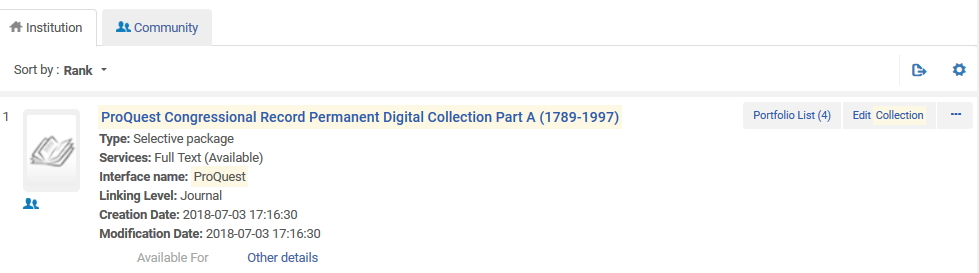 Institution Community
Sort by : Rank
1
ProQuest Congressional Record Permanent Digital Collection Part A (1789-1997)
Portfolio List (4) Edit Collection ...
Type: Selective package
Services: Full Text (Available)
Interface name: ProQuest
Linking Level: Journal
Creation Date: 2018-07-03 17:16:30
Modification Date: 2018-07-03 17:16:30
Available For Other details